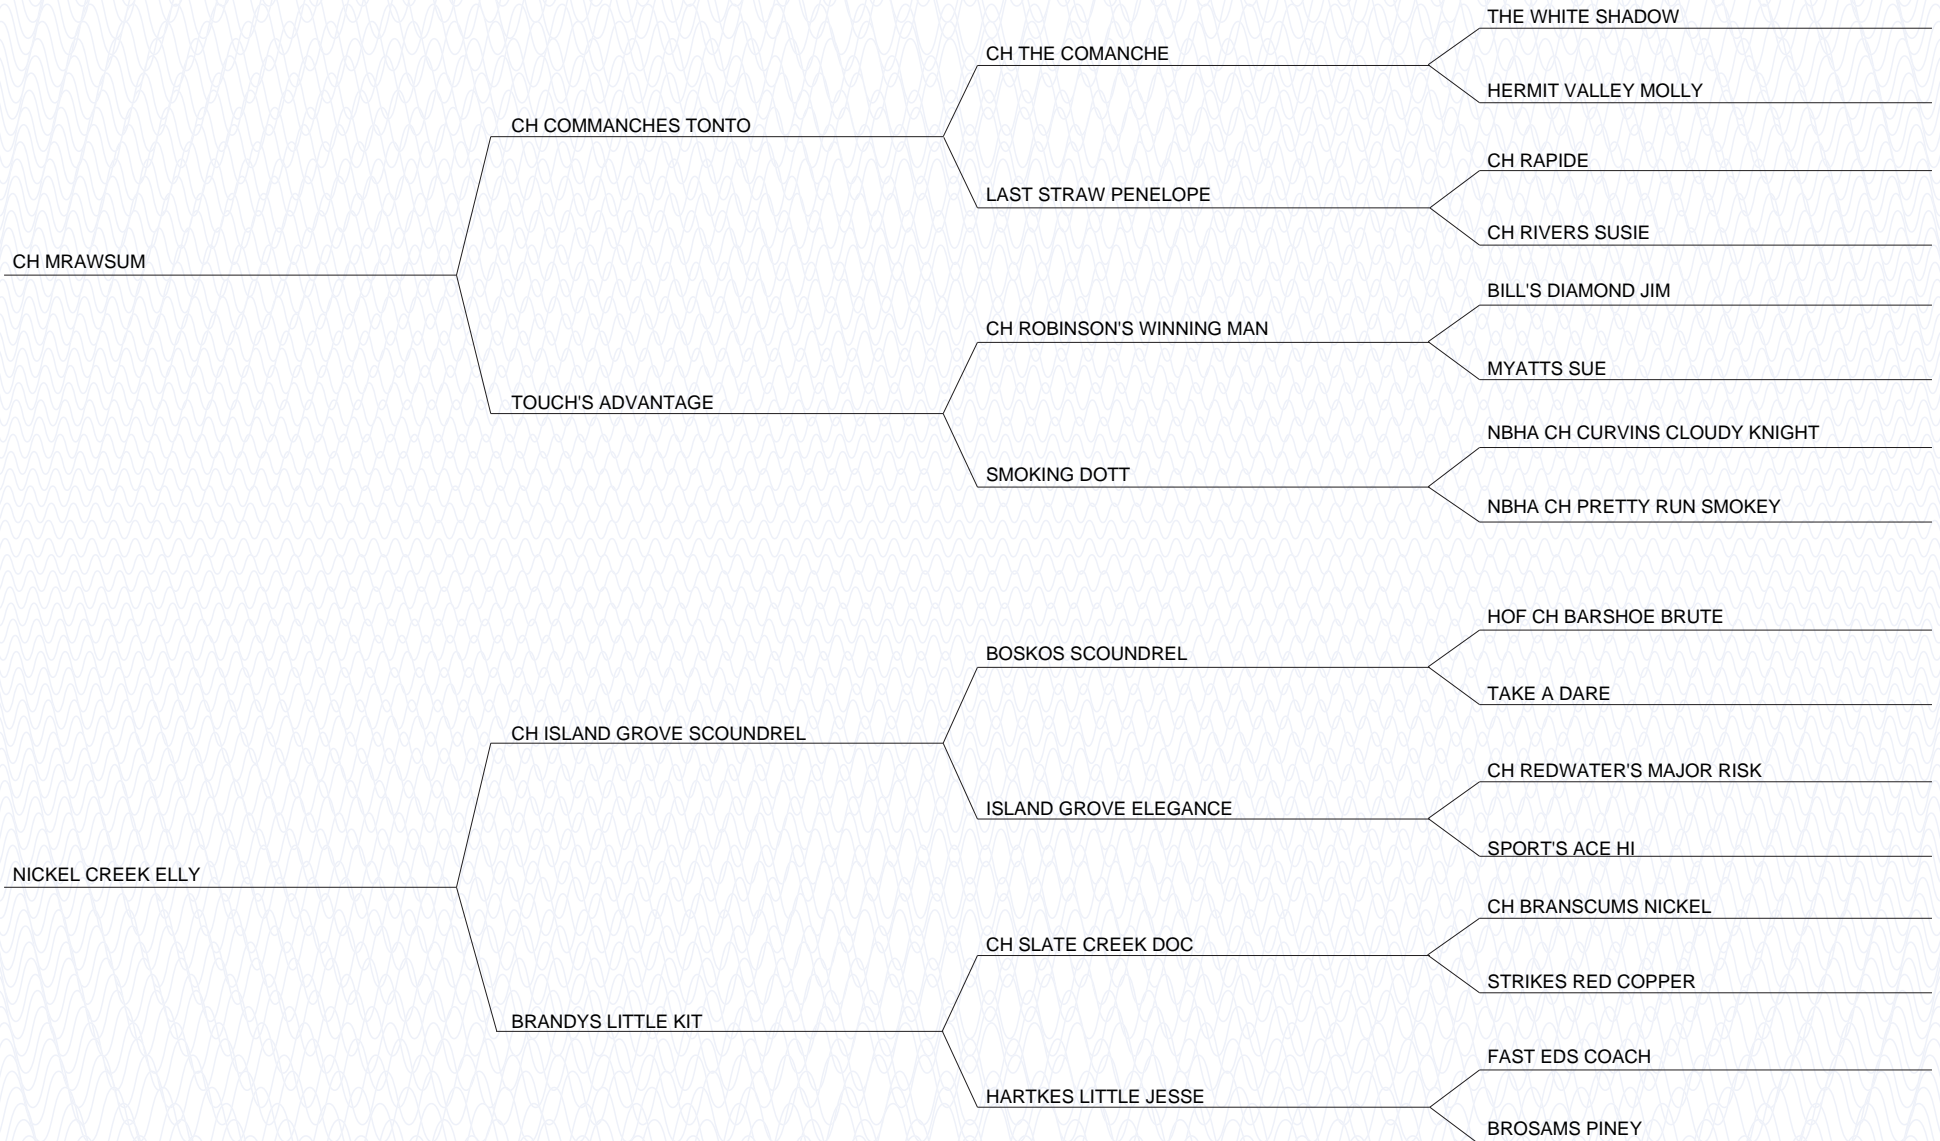 THE WHITE SHADOW
CH THE COMANCHE
HERMIT VALLEY MOLLY
CH COMMANCHES TONTO
CH RAPIDE
LAST STRAW PENELOPE
CH RIVERS SUSIE
CH MRAWSUM
BILL'S DIAMOND JIM
CH ROBINSON'S WINNING MAN
MYATTS SUE
TOUCH'S ADVANTAGE
NBHA CH CURVINS CLOUDY KNIGHT
SMOKING DOTT
NBHA CH PRETTY RUN SMOKEY
HOF CH BARSHOE BRUTE
BOSKOS SCOUNDREL
TAKE A DARE
CH ISLAND GROVE SCOUNDREL
CH REDWATER'S MAJOR RISK
ISLAND GROVE ELEGANCE
SPORT'S ACE HI
NICKEL CREEK ELLY
CH BRANSCUMS NICKEL
CH SLATE CREEK DOC
STRIKES RED COPPER
BRANDYS LITTLE KIT
FAST EDS COACH
HARTKES LITTLE JESSE
BROSAMS PINEY